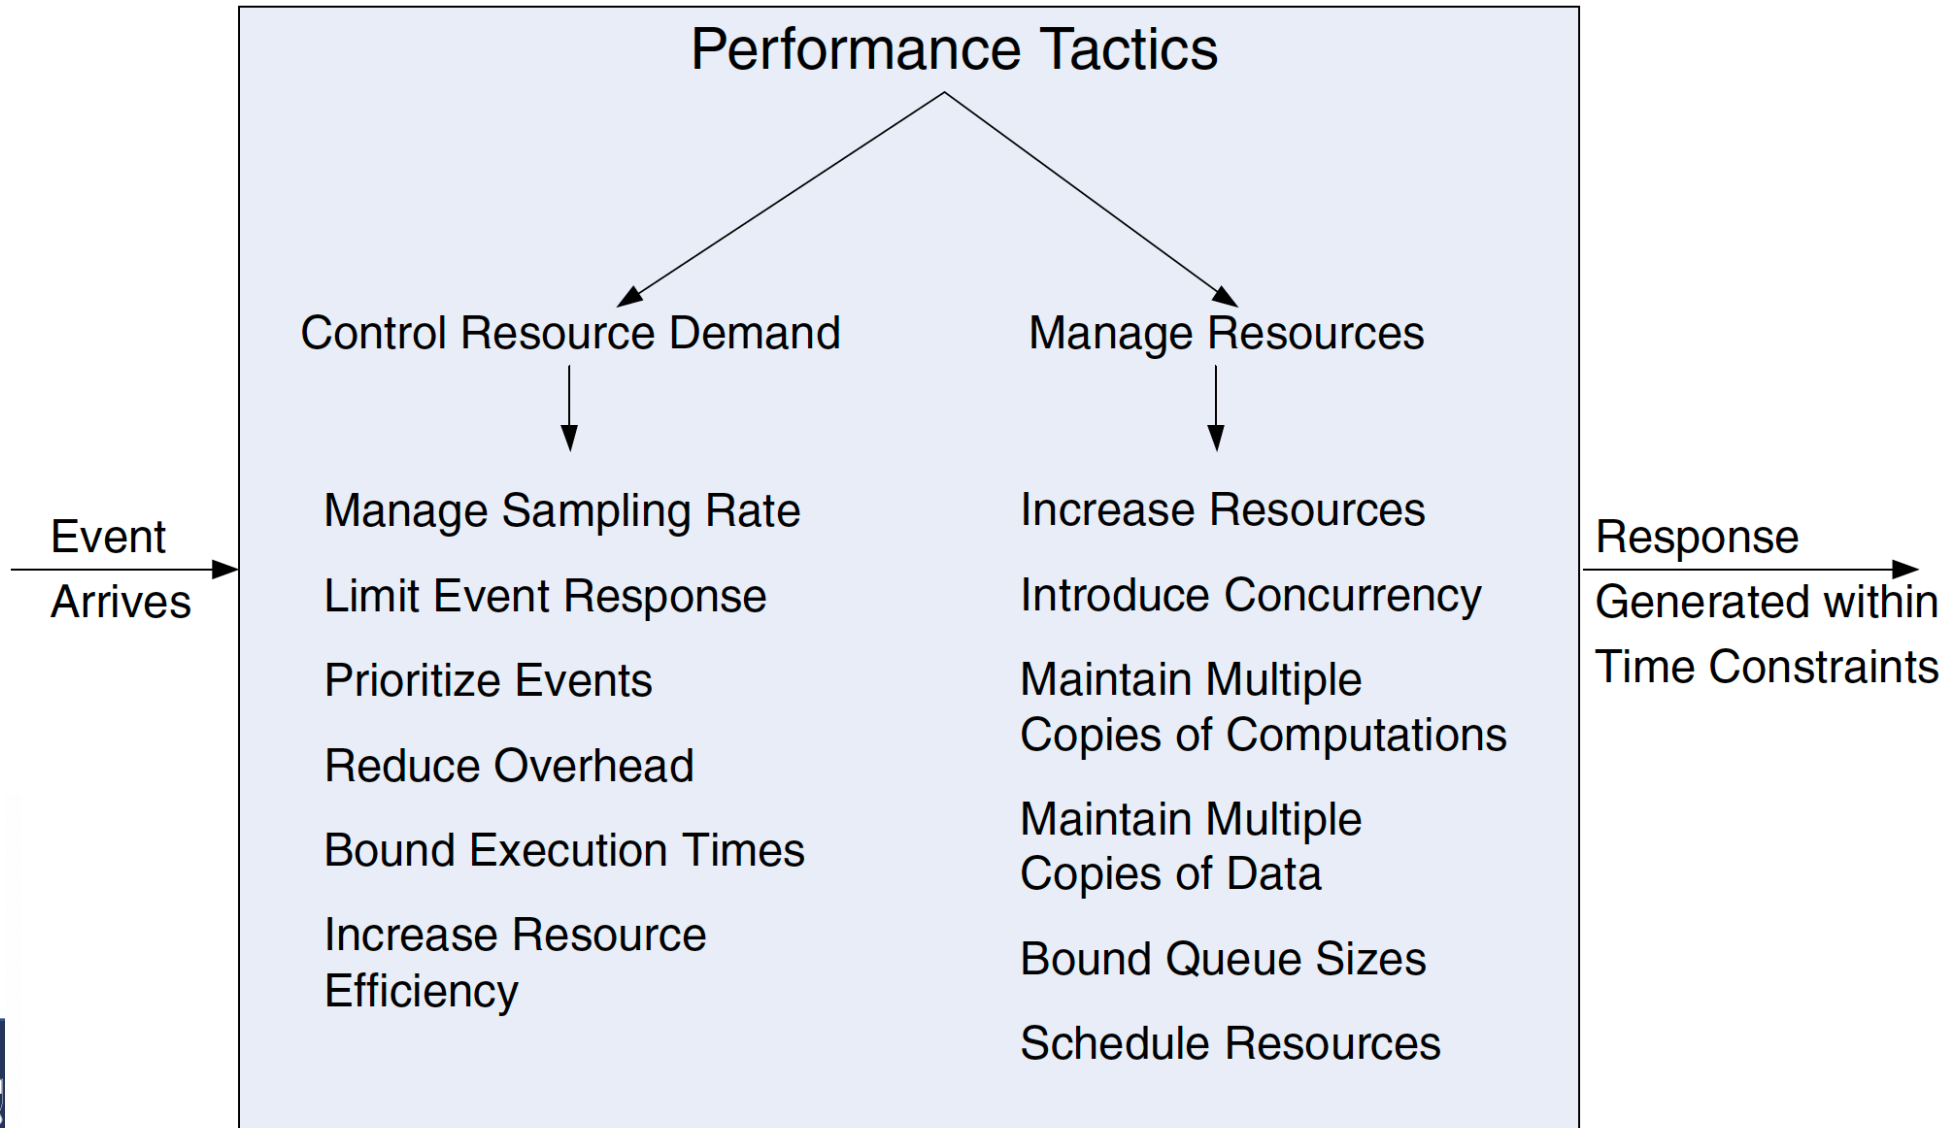 Performance Tactics
Control Resource Demand
Manage Sampling Rate
Limit Event Response
Prioritize Events
Reduce Overhead
Bound Execution Times
Increase Resource
Efficiency
Manage Resources
Increase Resources
Introduce Concurrency
Maintain Multiple
Copies of Computations
Maintain Multiple
Copies of Data
Bound Queue Sizes
Schedule Resources
Event
Arrives
Response
Generated within
Time Constraints